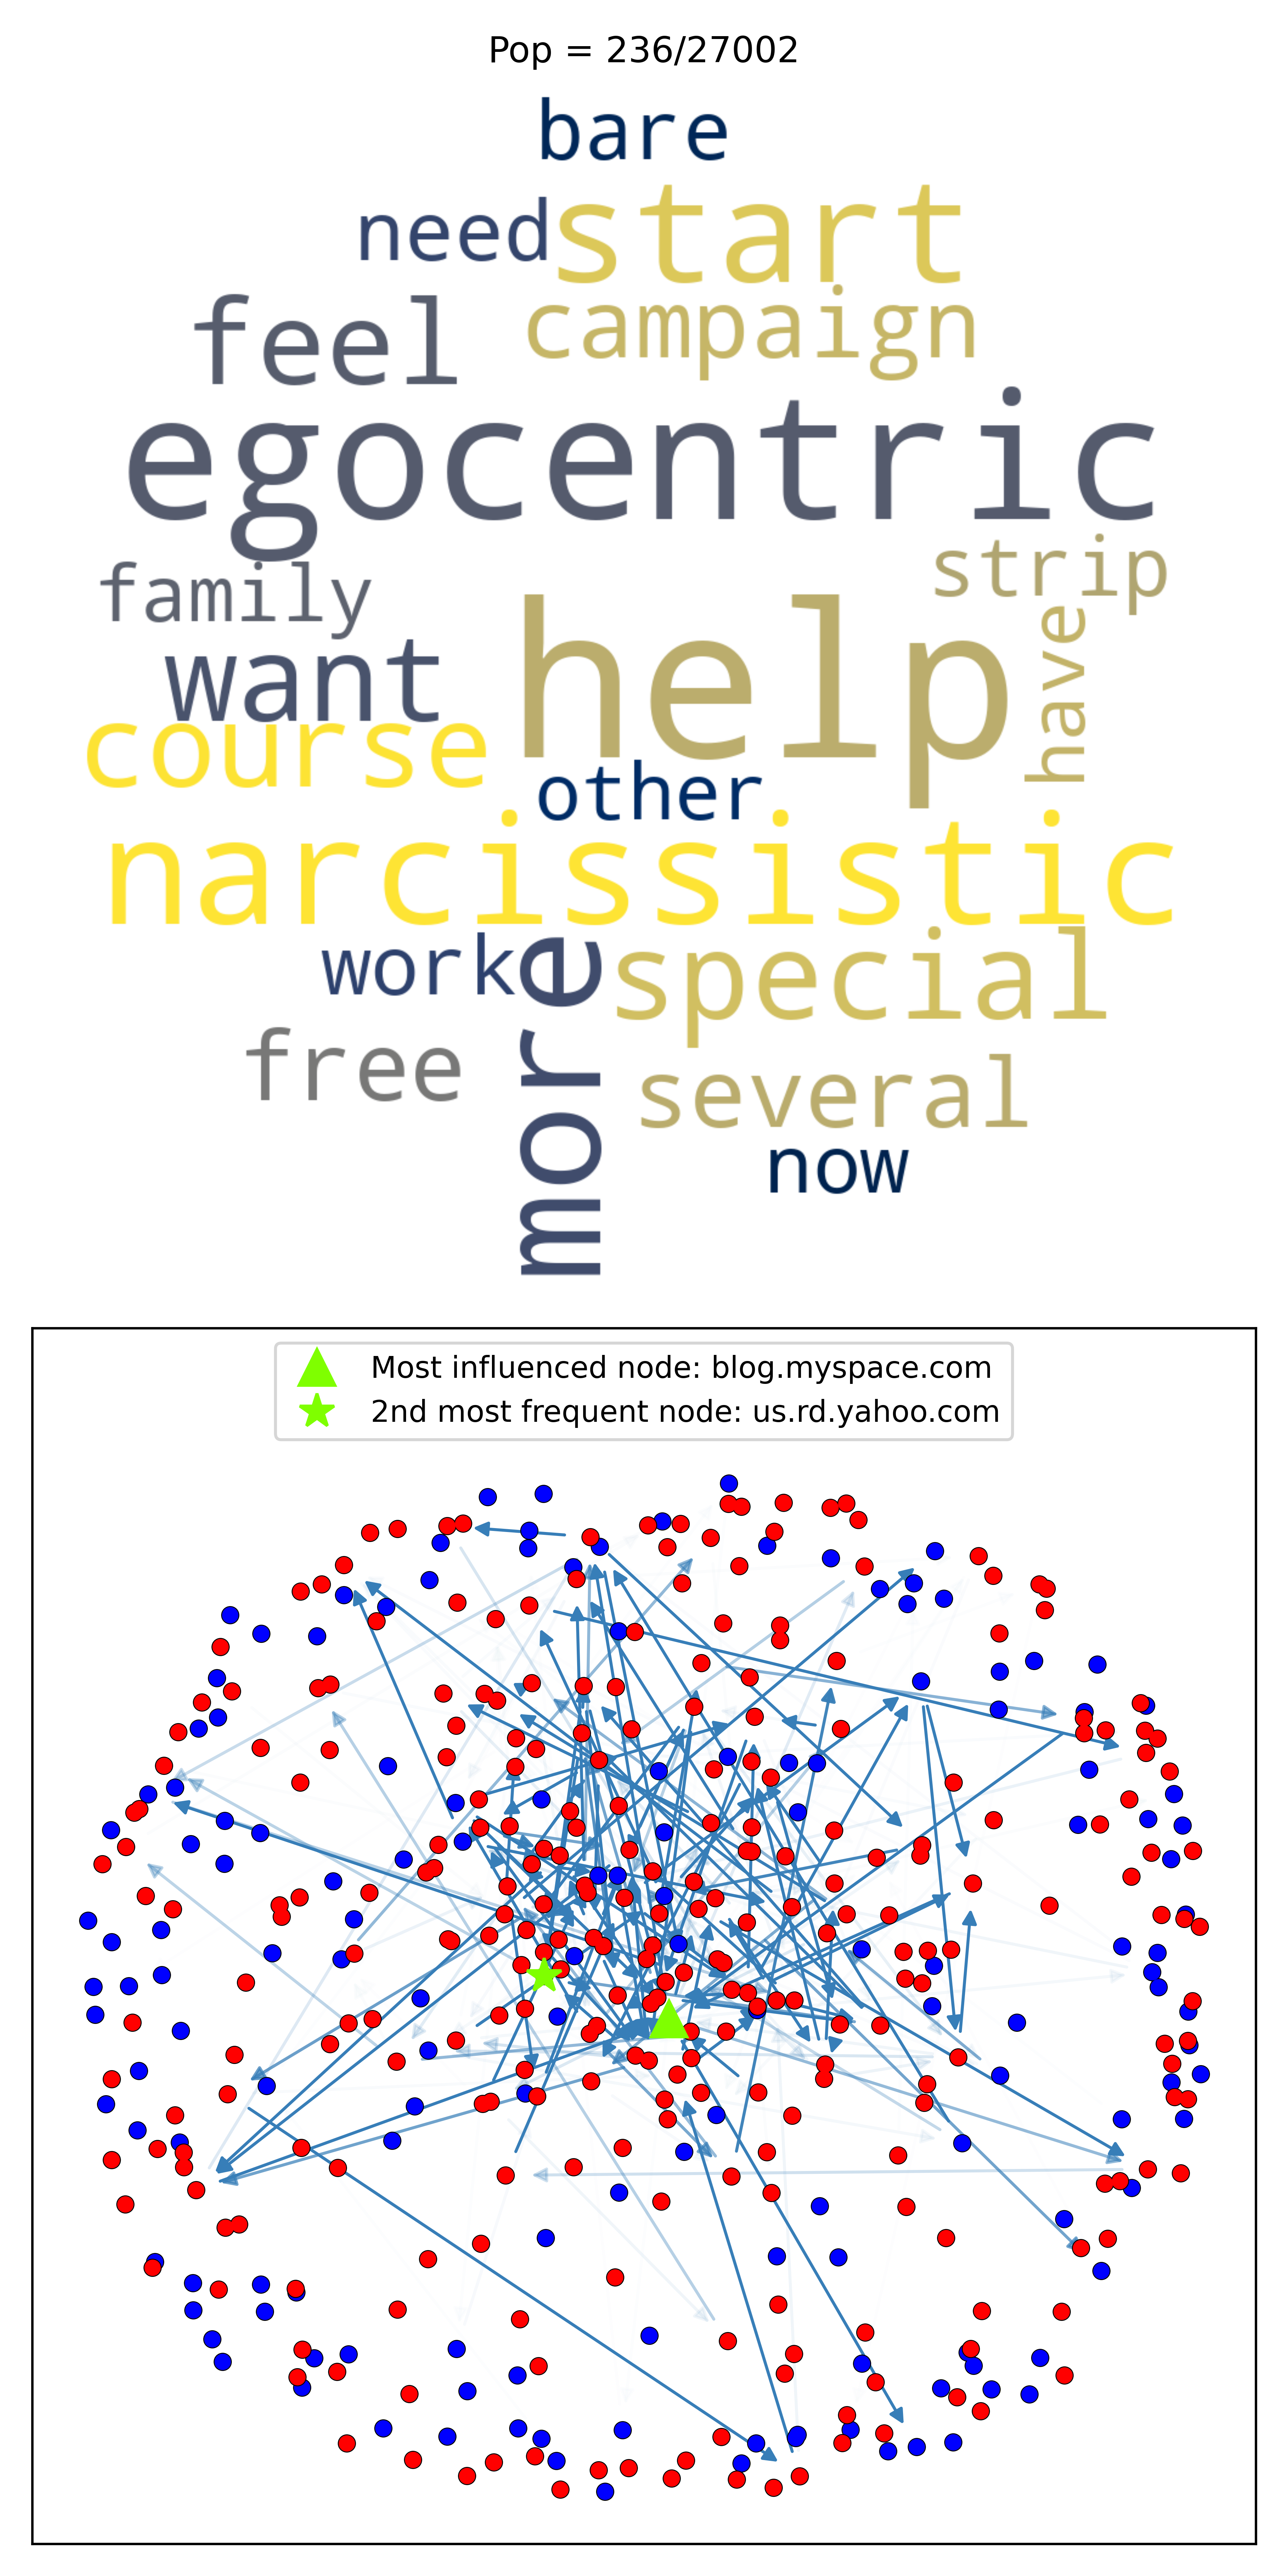 Pop = 236/27002
bare
need start
feel campaign
egocentric
family strip
want help have
course
other
narcissistic
work more special
free several
now
Most influenced node: blog.myspace.com
2nd most frequent node: us.rd.yahoo.com